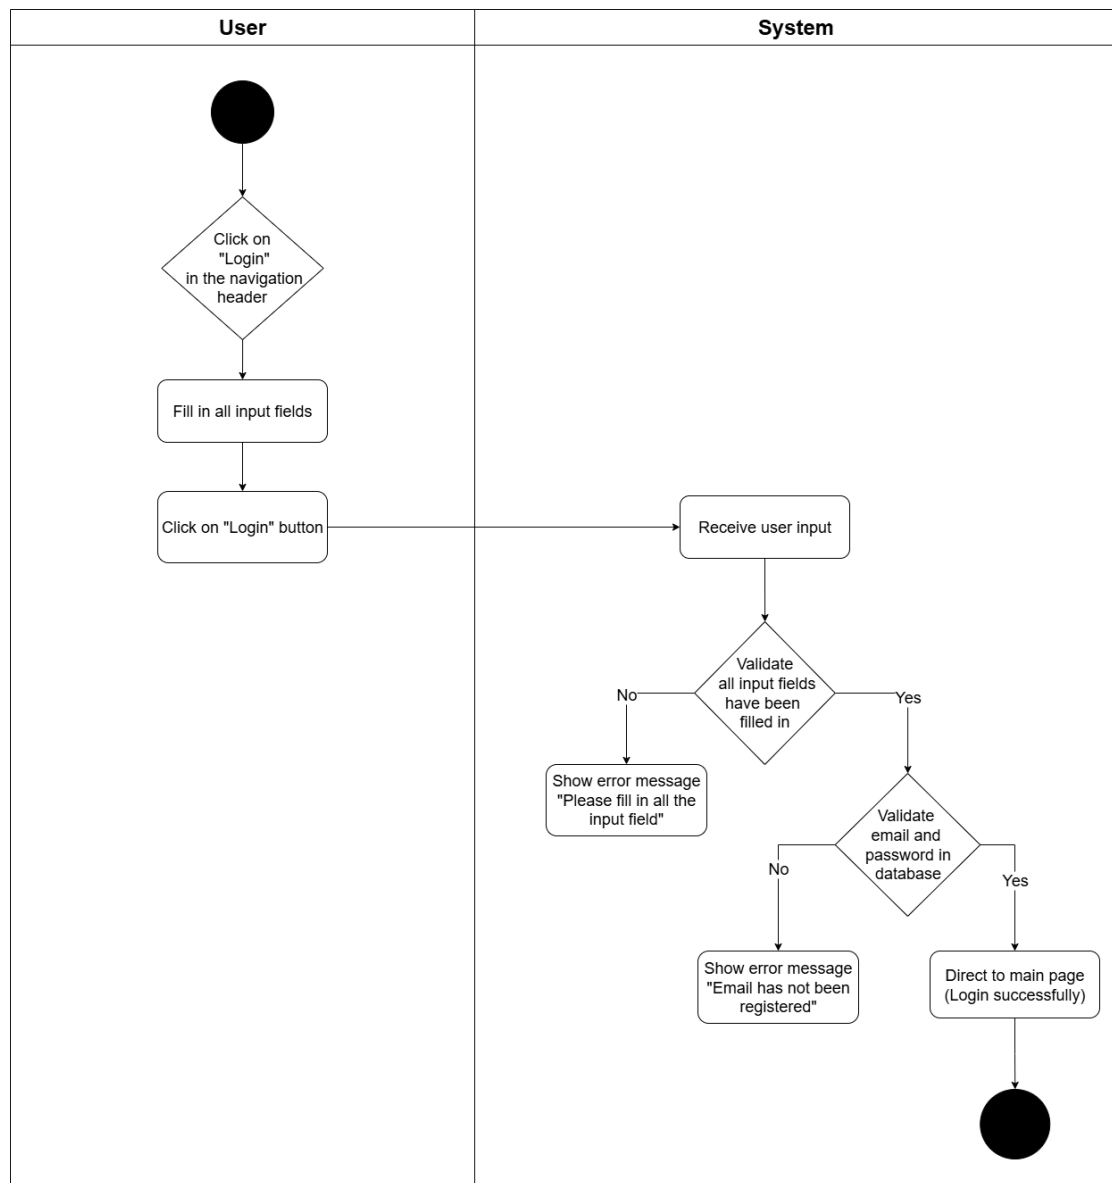 User
System
Click on
"Login"
in the navigation
header
Fill in all input fields
Click on "Login" button
Receive user input
Validate
all input fields
have been
filled in
No
Yes
Show error message
"Please fill in all the
input field"
Validate
email and
password in
database
No
Yes
Show error message
"Email has not been
registered"
Direct to main page
(Login successfully)